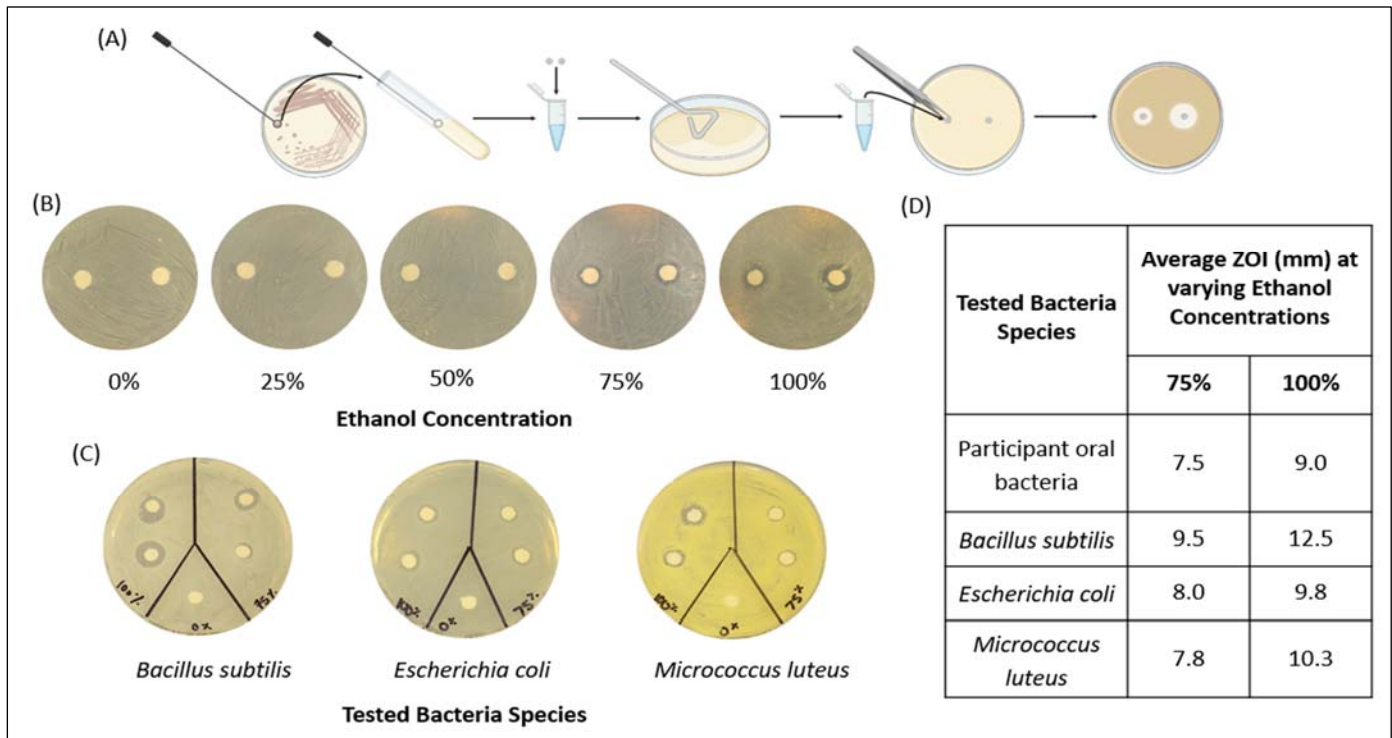 (A)
(B)
0%
25%
50%
75%
100%
Ethanol Concentration
(C)
100%
0%
75%
100%
0%
75%
100%
0%
75%
Bacillus subtilis
Escherichia coli
Micrococcus luteus
Tested Bacteria Species
(D)
Tested Bacteria
Species
Average ZOI (mm) at
varying Ethanol
Concentrations
75%
100%
Participant oral
bacteria
7.5
9.0
Bacillus subtilis
9.5
12.5
Escherichia coli
8.0
9.8
Micrococcus
luteus
7.8
10.3